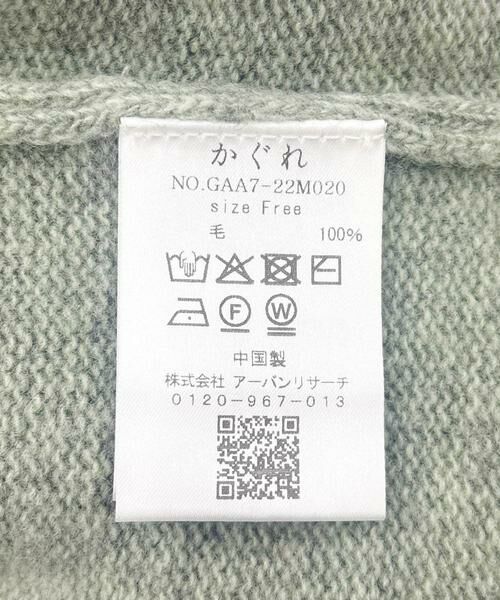 かぐれ
NO.GAA7-22M020
size Free
毛 100%
F W
中国製
株式会社 アーバンリサーチ
0120-967-013